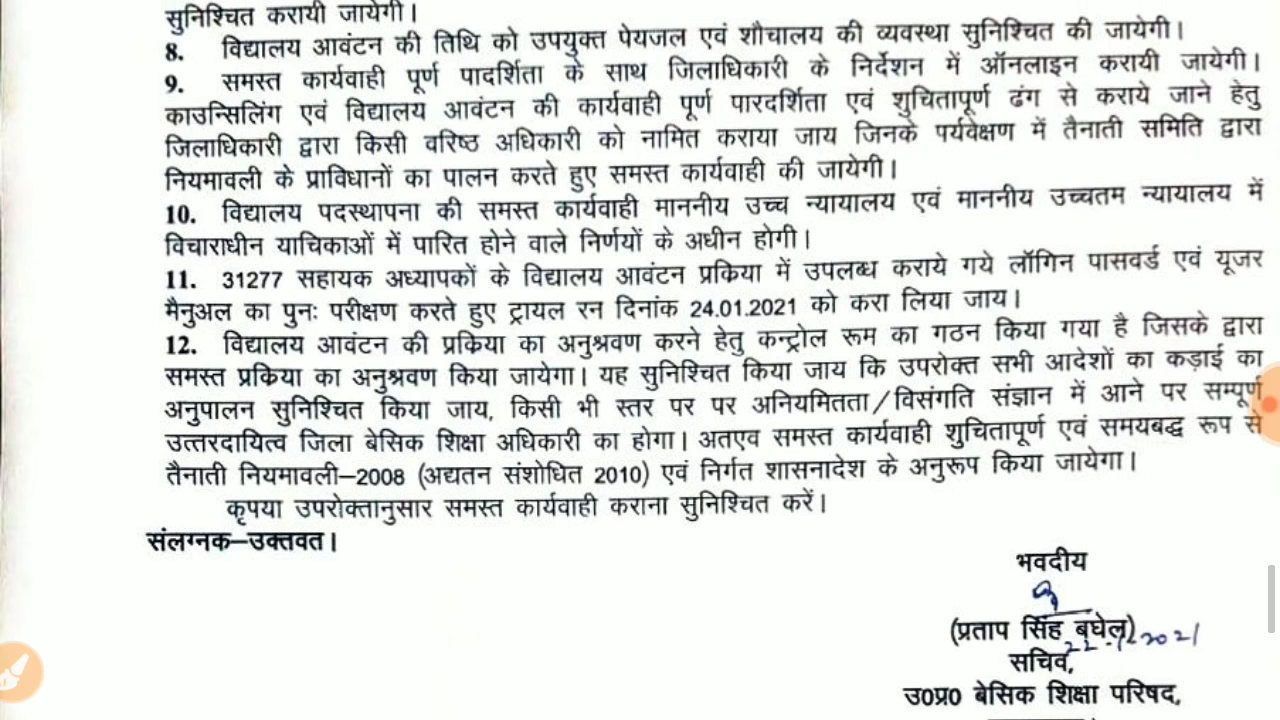 सुनिश्चित करायी जायेगी।
8. विद्यालय आवंटन की तिथि को उपयुक्त पेयजल एवं शौचालय की व्यवस्था सुनिश्चित की जायेगी।
9. समस्त कार्यवाही पूर्ण पादर्शिता के साथ जिलाधिकारी के निर्देशन में ऑनलाइन करायी जायेगी।
काउन्सिलिंग एवं विद्यालय आवंटन की कार्यवाही पूर्ण पारदर्शिता एवं शुचितापूर्ण ढंग से कराये जाने हेतु
जिलाधिकारी द्वारा किसी वरिष्ठ अधिकारी को नामित कराया जाय जिनके पर्यवेक्षण में तैनाती समिति द्वारा
नियमावली के प्राविधानों का पालन करते हुए समस्त कार्यवाही की जायेगी।
10. विद्यालय पदस्थापना की समस्त कार्यवाही माननीय उच्च न्यायालय एवं माननीय उच्चतम न्यायालय में
विचाराधीन याचिकाओं में पारित होने वाले निर्णयों के अधीन होगी।
11. 31277 सहायक अध्यापकों के विद्यालय आवंटन प्रकिया में उपलब्ध कराये गये लॉगिन पासवर्ड एवं यूजर
मैनुअल का पुनः परीक्षण करते हुए ट्रायल रन दिनांक 24.01.2021 को करा लिया जाय।
12. विद्यालय आवंटन की प्रकिया का अनुश्रवण करने हेतु कन्ट्रोल रूम का गठन किया गया है जिसके द्वारा
समस्त प्रकिया का अनुश्रवण किया जायेगा। यह सुनिश्चित किया जाय कि उपरोक्त सभी आदेशों का कड़ाई का
अनुपालन सुनिश्चित किया जाय, किसी भी स्तर पर पर अनियमितता/विसंगति संज्ञान में आने पर सम्पूर्ण
उत्तरदायित्व जिला बेसिक शिक्षा अधिकारी का होगा। अतएव समस्त कार्यवाही शुचितापूर्ण एवं समयबद्ध रूप से
तैनाती नियमावली–2008 (अद्यतन संशोधित 2010) एवं निर्गत शासनादेश के अनुरूप किया जायेगा।
कृपया उपरोक्तानुसार समस्त कार्यवाही कराना सुनिश्चित करें।
संलग्नक–उक्तवत।
भवदीय
(प्रताप सिंह बघेल)
22.1.2021
सचिव,
उ0प्र0 बेसिक शिक्षा परिषद,